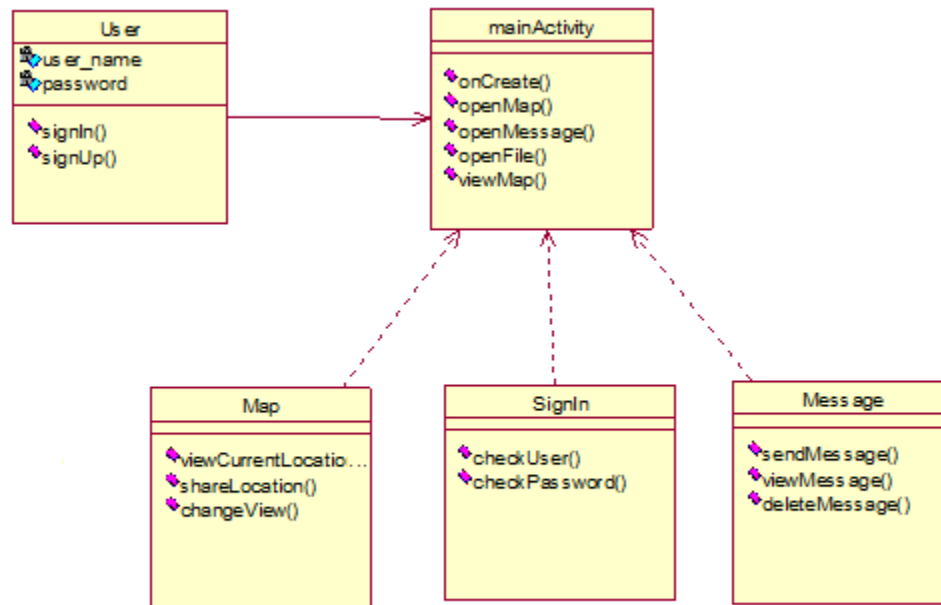 User
user_name
password
signIn()
signUp()
mainActivity
onCreate()
openMap()
openMessage()
openFile()
viewMap()
Map
viewCurrentLocatio...
shareLocation()
changeView()
SignIn
checkUser()
checkPassword()
Message
sendMessage()
viewMessage()
deleteMessage()